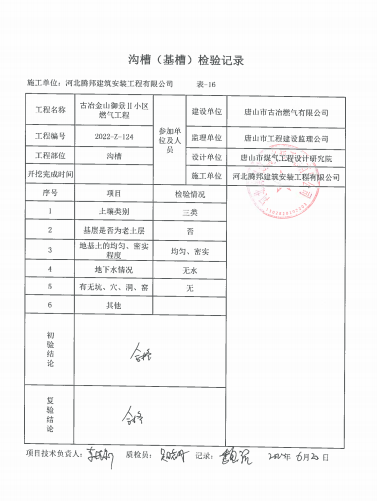 沟槽（基槽）检验记录
施工单位：河北腾邦建筑安装工程有限公司 表-16
工程名称 古冶金山御景Ⅱ小区燃气工程 参加单位及人员 建设单位 唐山市古冶燃气有限公司
工程编号 2022-Z-124 监理单位 唐山市工程建设监理公司
工程部位 沟槽 设计单位 唐山市煤气工程设计研究院
开挖完成时间 施工单位 河北腾邦建筑安装工程有限公司
序号 项目 检验情况
1 土壤类别 三类
2 基层是否为老土层 否
3 地基土的均匀、密实程度 均匀、密实
4 地下水情况 无水
5 有无坑、穴、洞、窑 无
6 其他
初验结论 合格
复验结论 合格
项目技术负责人： 质检员： 记录： 年6月20日